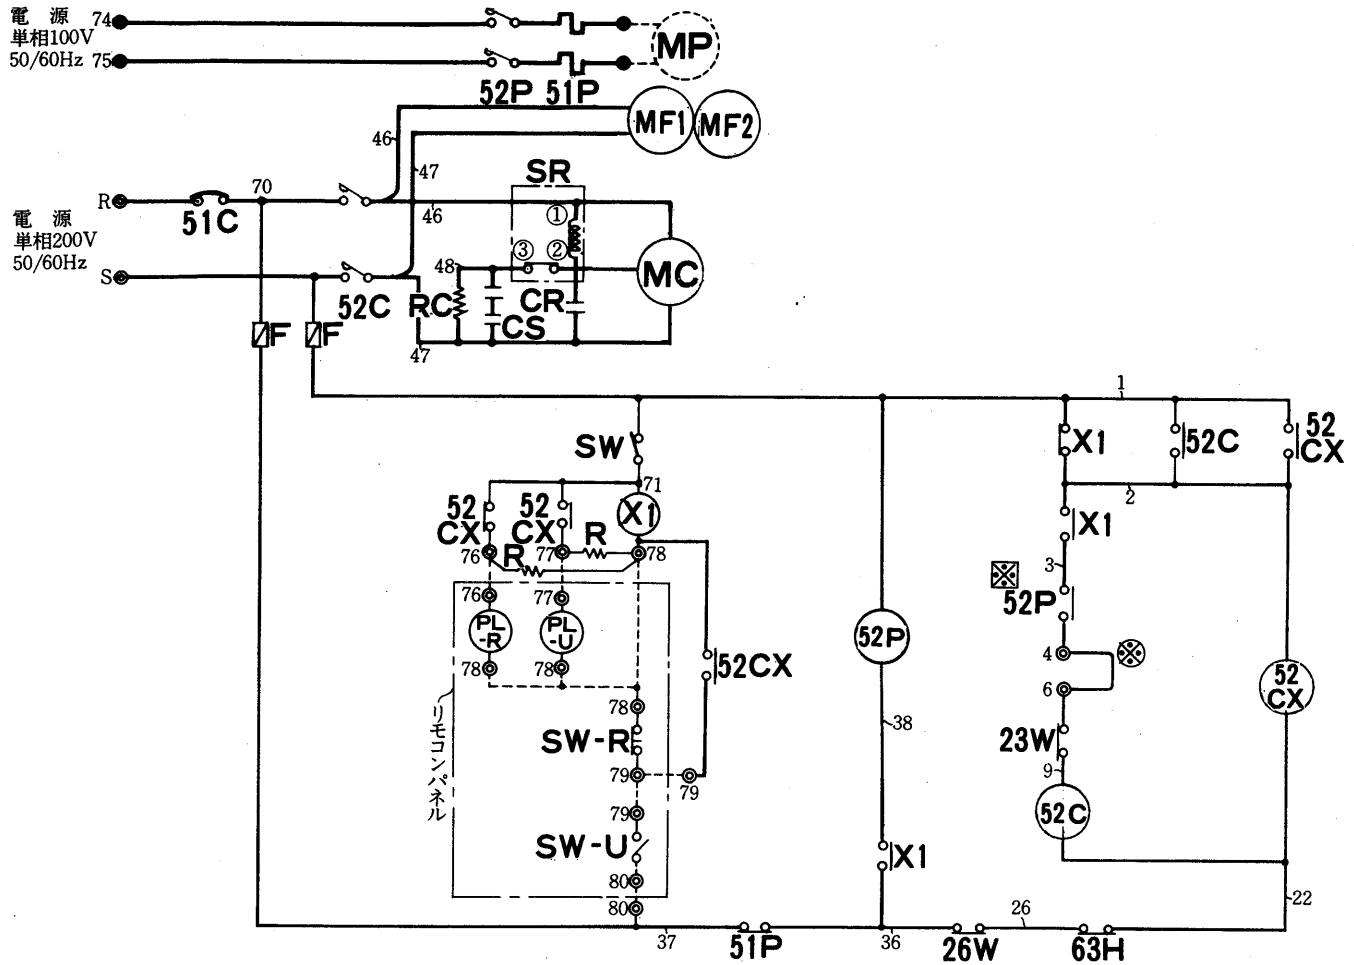 電 源
単相100V
50/60Hz
74
75
MP
52P
51P
MF1
MF2
46
47
SR
R
51C
70
46
①
電 源
単相200V
50/60Hz
③
②
48
MC
S
52C
RC
CR
CS
F
F
47
1
SW
X1
52C
52
CX
71
2
52
CX
52
CX
X1
X1
R
76
R
77
78
3
※
52P
76
77
PL
-R
PL
-U
52P
4
※
78
78
52CX
6
52
CX
リモコンパネル
78
38
SW-R
23W
79
79
9
79
52C
SW-U
X1
80
80
22
26
37
51P
36
26W
63H